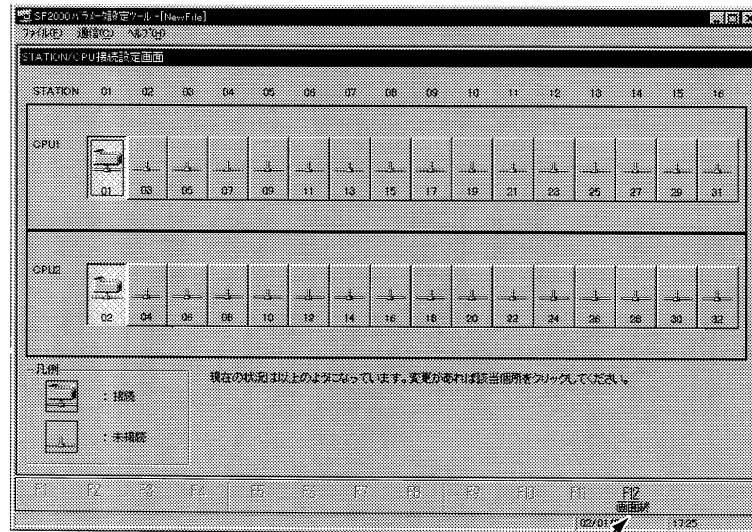 SF2000パラメータ設定ツール -[NewFile]
ファイル(F) 通信(C) ヘルプ(H)
STATION/CPU接続設定画面
STATION 01 02 03 04 05 06 07 08 09 10 11 12 13 14 15 16
CPU1
01 03 05 07 09 11 13 15 17 19 21 23 25 27 29 31
CPU2
02 04 06 08 10 12 14 16 18 20 22 24 26 28 30 32
凡例
現在の状況は以上のようになっています。変更があれば該当個所をクリックしてください。
：接続
：未接続
F1 F2 F3 F4 F5 F6 F7 F8 F9 F10 F11 F12
画面終
02/01/ 17:25